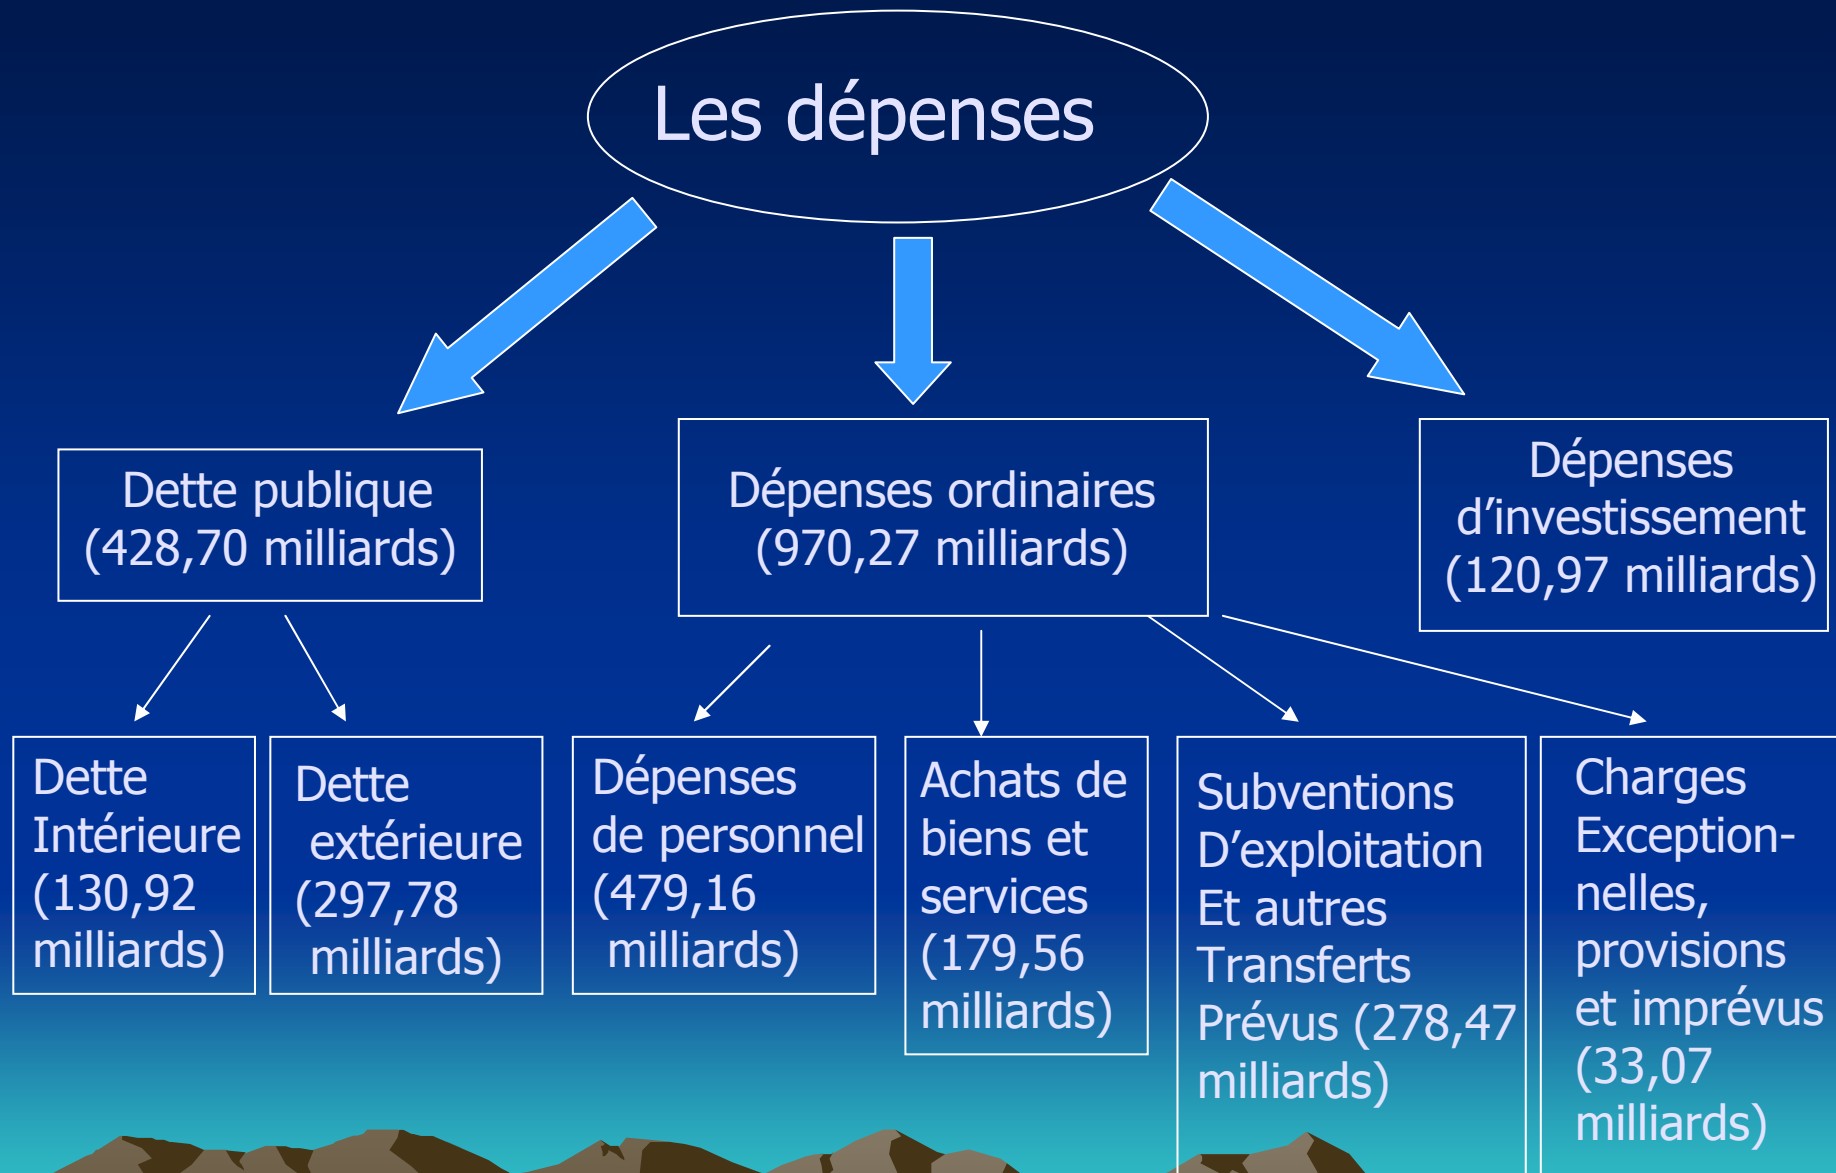 Les dépenses
Dette publique
(428,70 milliards)
Dépenses ordinaires
(970,27 milliards)
Dépenses
d’investissement
(120,97 milliards)
Dette
Intérieure
(130,92
milliards)
Dette
extérieure
(297,78
milliards)
Dépenses
de personnel
(479,16
milliards)
Achats de
biens et
services
(179,56
milliards)
Subventions
D’exploitation
Et autres
Transferts
Prévus (278,47
milliards)
Charges
Exception-
nelles,
provisions
et imprévus
(33,07
milliards)